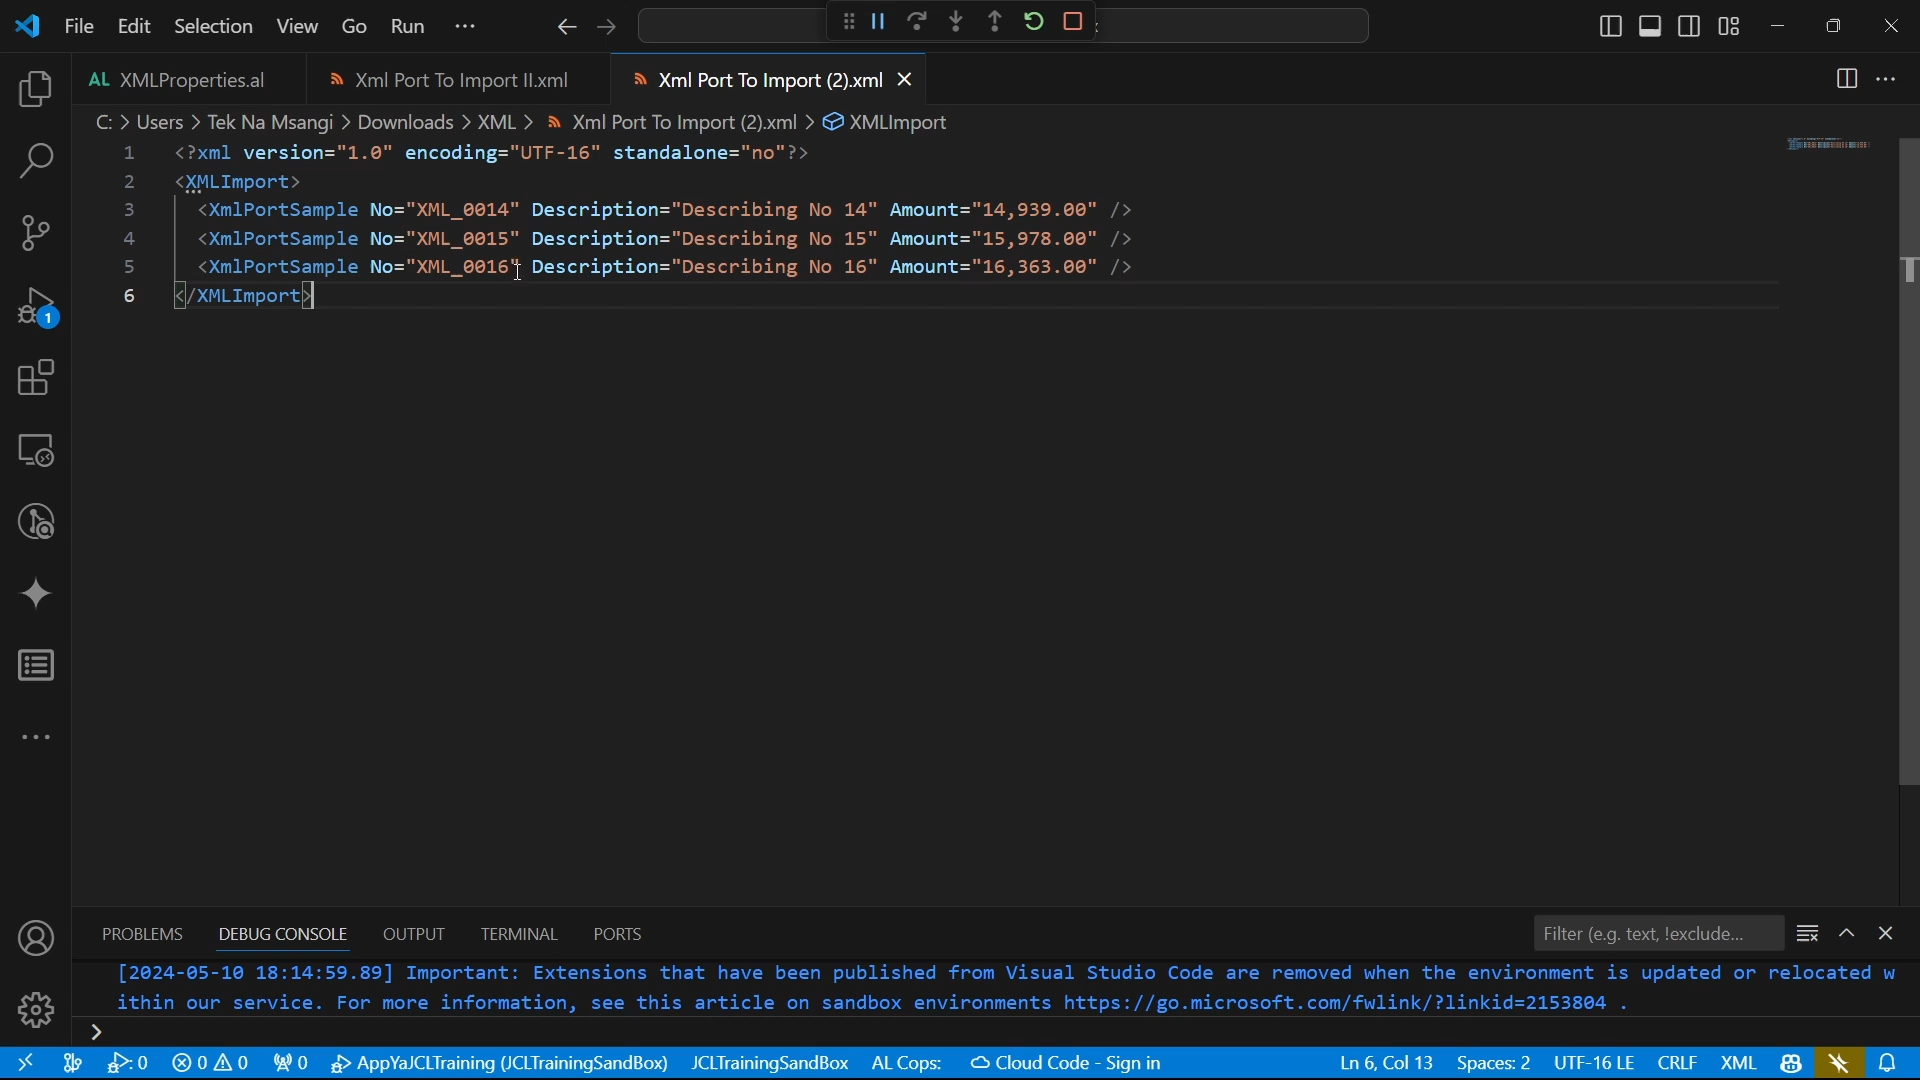 File Edit Selection View Go Run ···
AL XMLProperties.al
Xml Port To Import II.xml
Xml Port To Import (2).xml
C: > Users > Tek Na Msangi > Downloads > XML > Xml Port To Import (2).xml > XMLImport
1 <?xml version="1.0" encoding="UTF-16" standalone="no"?>
2 <XMLImport>
3 <XmlPortSample No="XML_0014" Description="Describing No 14" Amount="14,939.00" />
4 <XmlPortSample No="XML_0015" Description="Describing No 15" Amount="15,978.00" />
5 <XmlPortSample No="XML_0016" Description="Describing No 16" Amount="16,363.00" />
6 </XMLImport>
1
PROBLEMS DEBUG CONSOLE OUTPUT TERMINAL PORTS
Filter (e.g. text, !exclude...
[2024-05-10 18:14:59.89] Important: Extensions that have been published from Visual Studio Code are removed when the environment is updated or relocated w
ithin our service. For more information, see this article on sandbox environments https://go.microsoft.com/fwlink/?linkid=2153804 .
>
0 0 0 0 AppYaJCLTraining (JCLTrainingSandBox) JCLTrainingSandBox AL Cops: Cloud Code - Sign in Ln 6, Col 13 Spaces: 2 UTF-16 LE CRLF XML